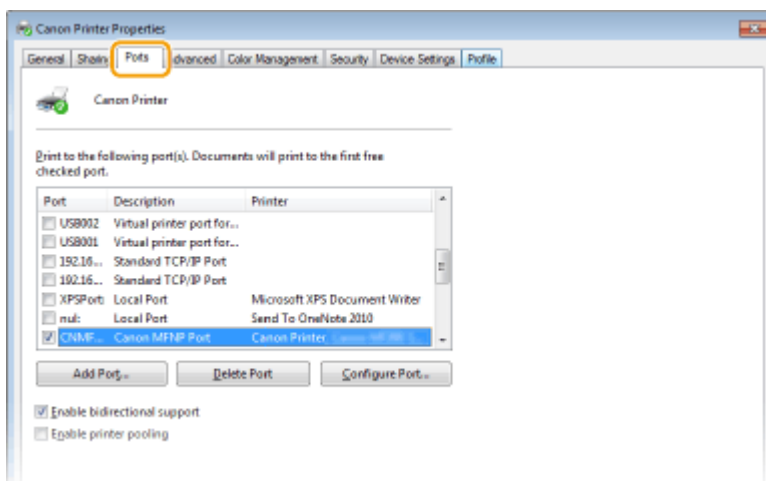 Canon Printer Properties
General Sharing Ports Advanced Color Management Security Device Settings Profile
Canon Printer
Print to the following port(s). Documents will print to the first free
checked port.
Port Description Printer
USB002 Virtual printer port for...
USB001 Virtual printer port for...
192.16... Standard TCP/IP Port
192.16... Standard TCP/IP Port
XPSPort: Local Port Microsoft XPS Document Writer
nul: Local Port Send To OneNote 2010
CNMF... Canon MFNP Port Canon Printer,
Add Port... Delete Port Configure Port...
Enable bidirectional support
Enable printer pooling